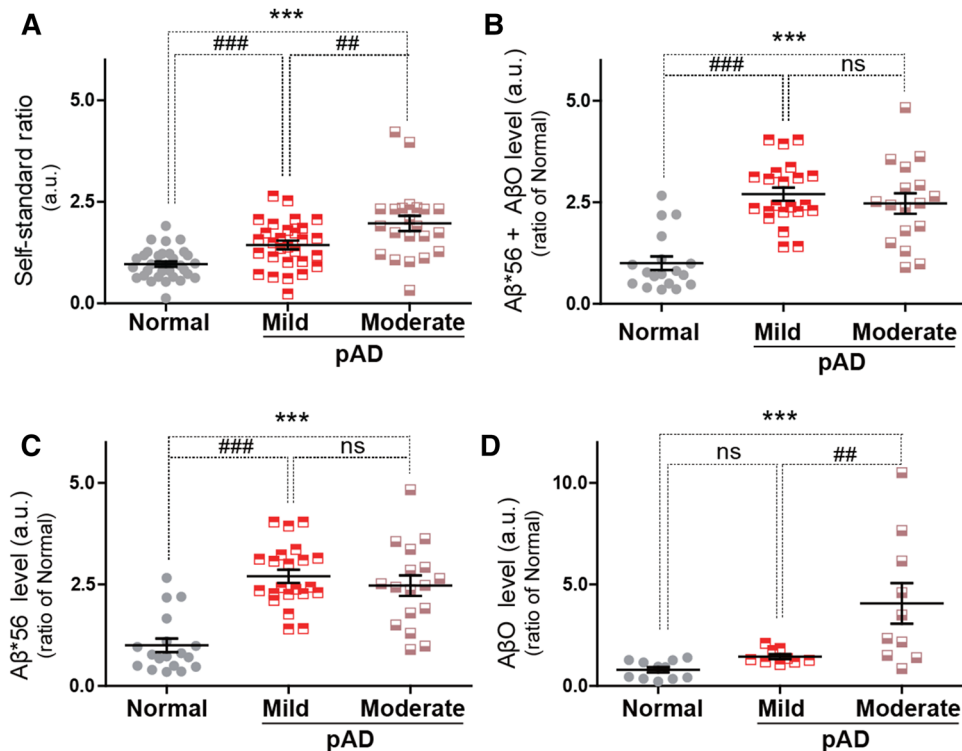 A
***
###
##
Self-standard ratio
(a.u.)
5.0
2.5
0.0
Normal
Mild
Moderate
pAD
B
***
###
ns
Aβ*56 + AβO level (a.u.)
(ratio of Normal)
5.0
2.5
0.0
Normal
Mild
Moderate
pAD
C
***
###
ns
Aβ*56 level (a.u.)
(ratio of Normal)
5.0
2.5
0.0
Normal
Mild
Moderate
pAD
D
***
ns
##
AβO level (a.u.)
(ratio of Normal)
10.0
5.0
0.0
Normal
Mild
Moderate
pAD